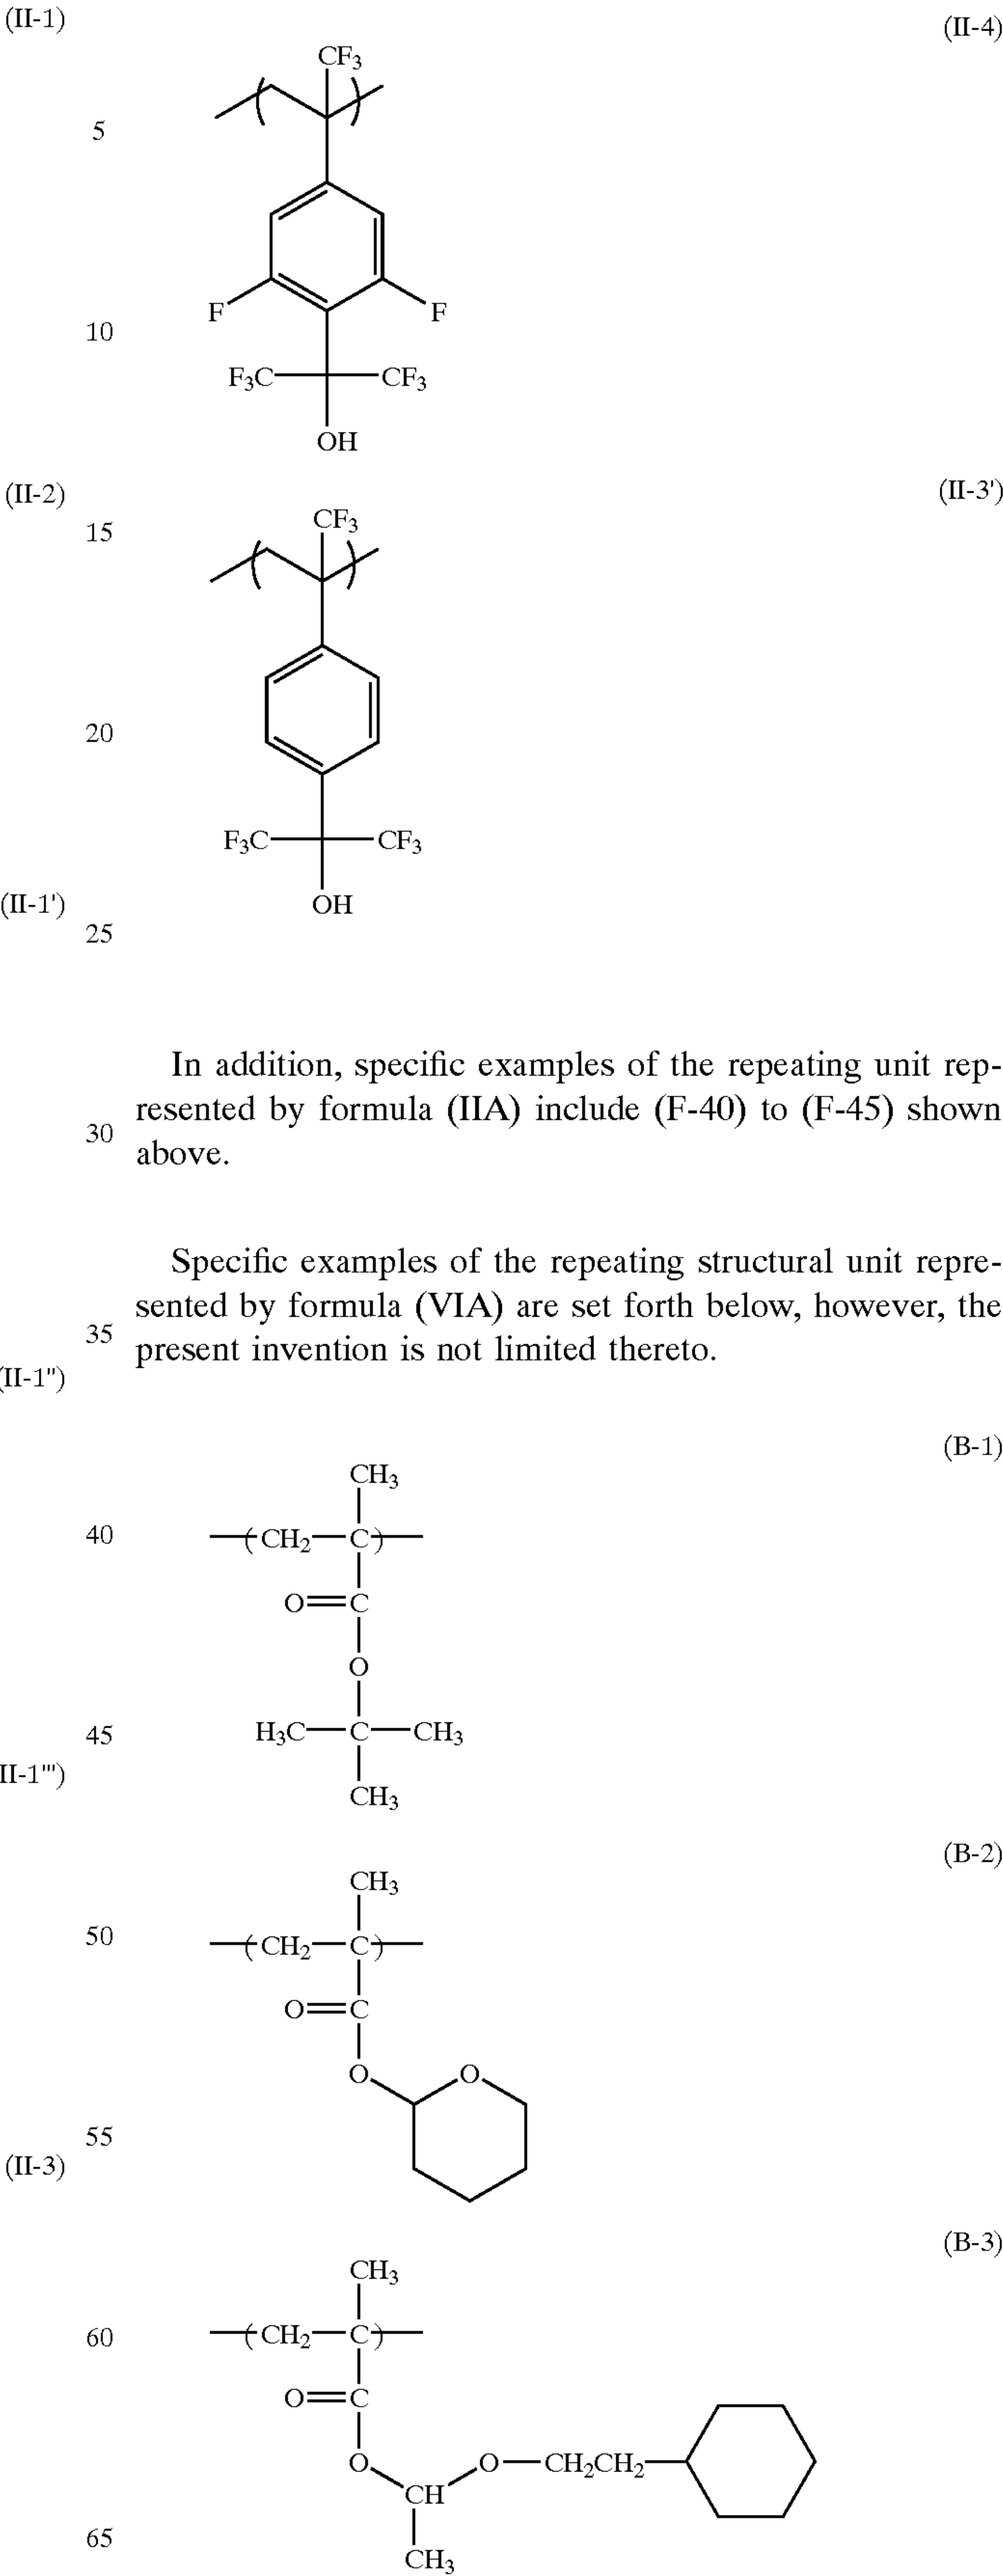 (II-1)
(II-4)
CF₃
5
F
F
10
F₃C
CF₃
OH
(II-2)
(II-3')
15
CF₃
20
F₃C
CF₃
(II-1')
OH
25
In addition, specific examples of the repeating unit rep-
resented by formula (IIA) include (F-40) to (F-45) shown
30
above.
Specific examples of the repeating structural unit repre-
sented by formula (VIA) are set forth below, however, the
35
present invention is not limited thereto.
(II-1'')
(B-1)
CH₃
40
(CH₂—C)
O=C
O
45
H₃C—C—CH₃
II-1''')
CH₃
(B-2)
CH₃
50
(CH₂—C)
O=C
O
O
55
(II-3)
(B-3)
CH₃
60
(CH₂—C)
O=C
O
O—CH₂CH₂
CH
65
CH₃